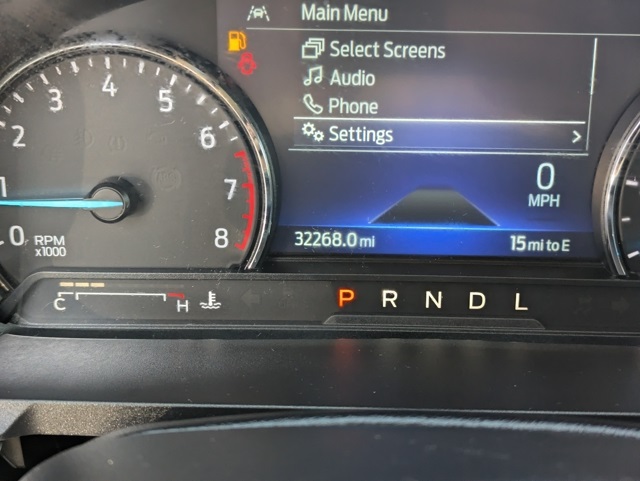 Main Menu
Select Screens
Audio
Phone
Settings
0
MPH
32268.0 mi
15 mi to E
0 1 2 3 4 5 6 7 8
RPM
x1000
C H
P R N D L